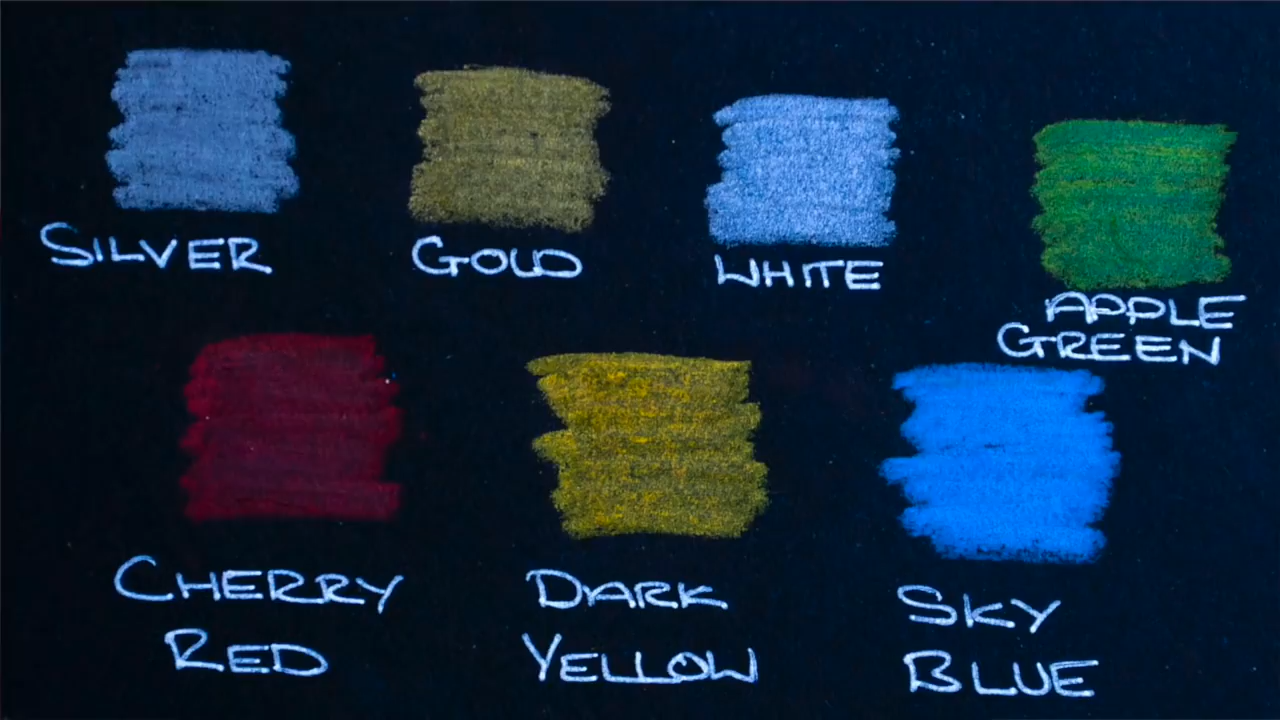 SILVER
GOLD
WHITE
APPLE
GREEN
CHERRY
RED
DARK
YELLOW
SKY
BLUE